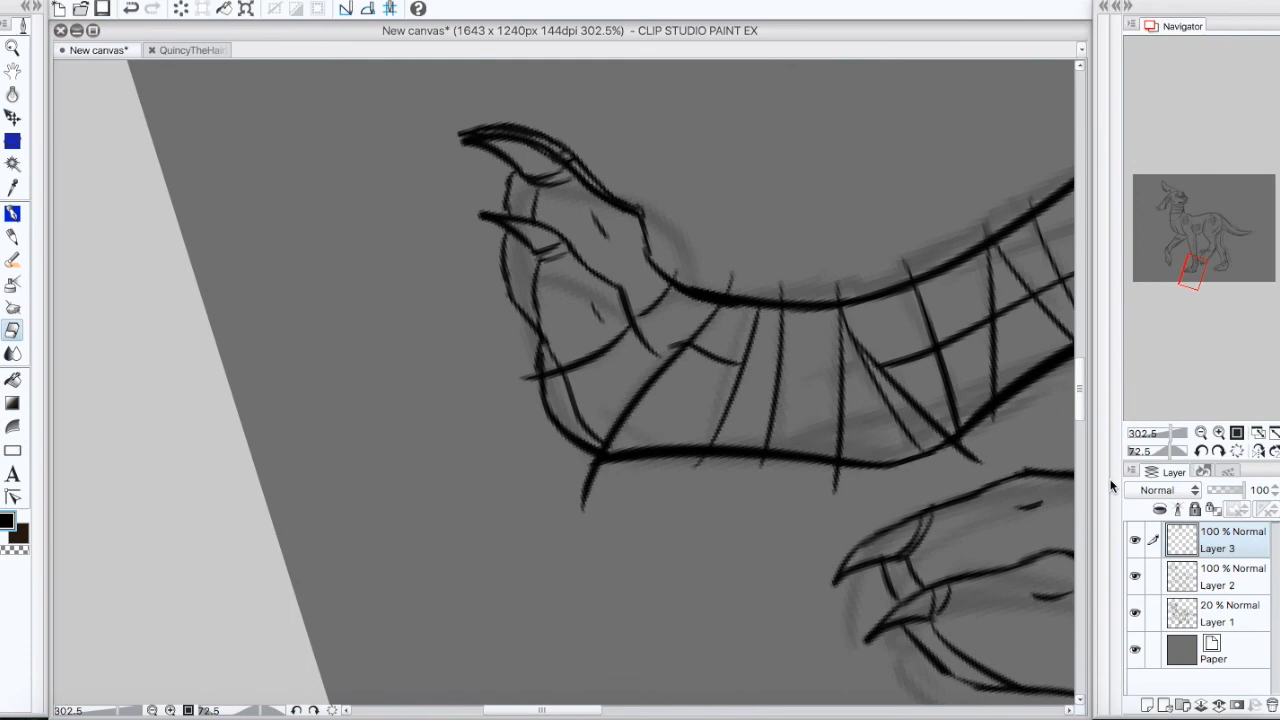 New canvas* (1643 x 1240px 144dpi 302.5%) - CLIP STUDIO PAINT EX
New canvas*
QuincyTheHair
Navigator
302.5
72.5
Layer
Normal
100
100 % Normal
Layer 3
100 % Normal
Layer 2
20 % Normal
Layer 1
Paper
302.5
72.5